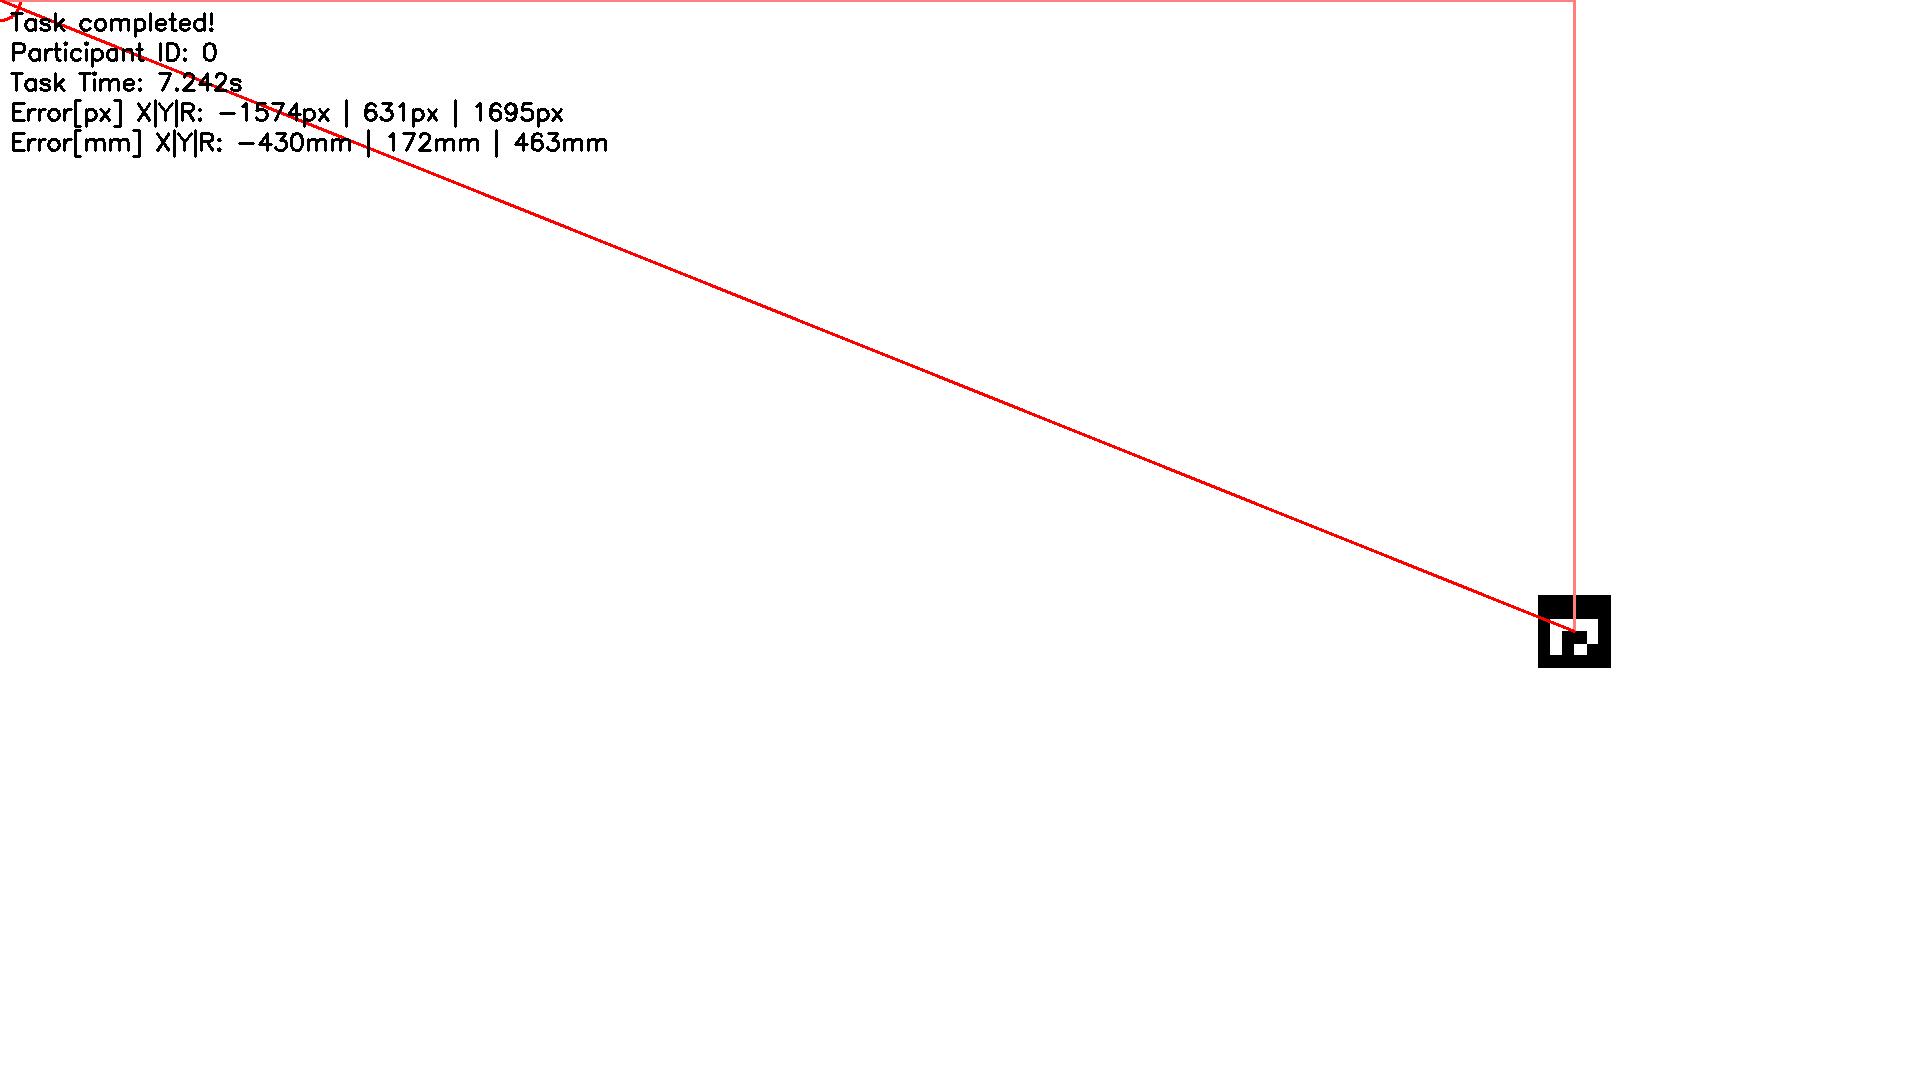 Task completed!
Participant ID: 0
Task Time: 7.242s
Error[px] X|Y|R: -1574px | 631px | 1695px
Error[mm] X|Y|R: -430mm | 172mm | 463mm